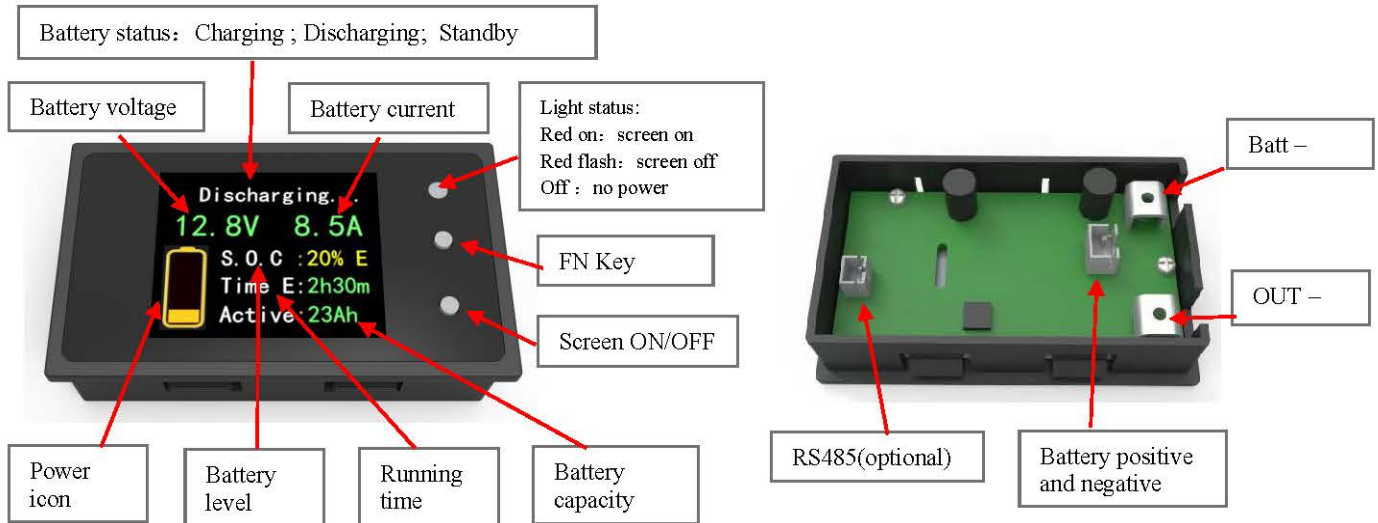 Battery status：Charging ; Discharging; Standby
Battery voltage
Battery current
Light status:
Red on：screen on
Red flash：screen off
Off：no power
Discharging...
12.8V 8.5A
S.O.C :20% E
Time E:2h30m
Active:23Ah
FN Key
Screen ON/OFF
Power
icon
Battery
level
Running
time
Battery
capacity
Batt −
OUT −
RS485(optional)
Battery positive
and negative